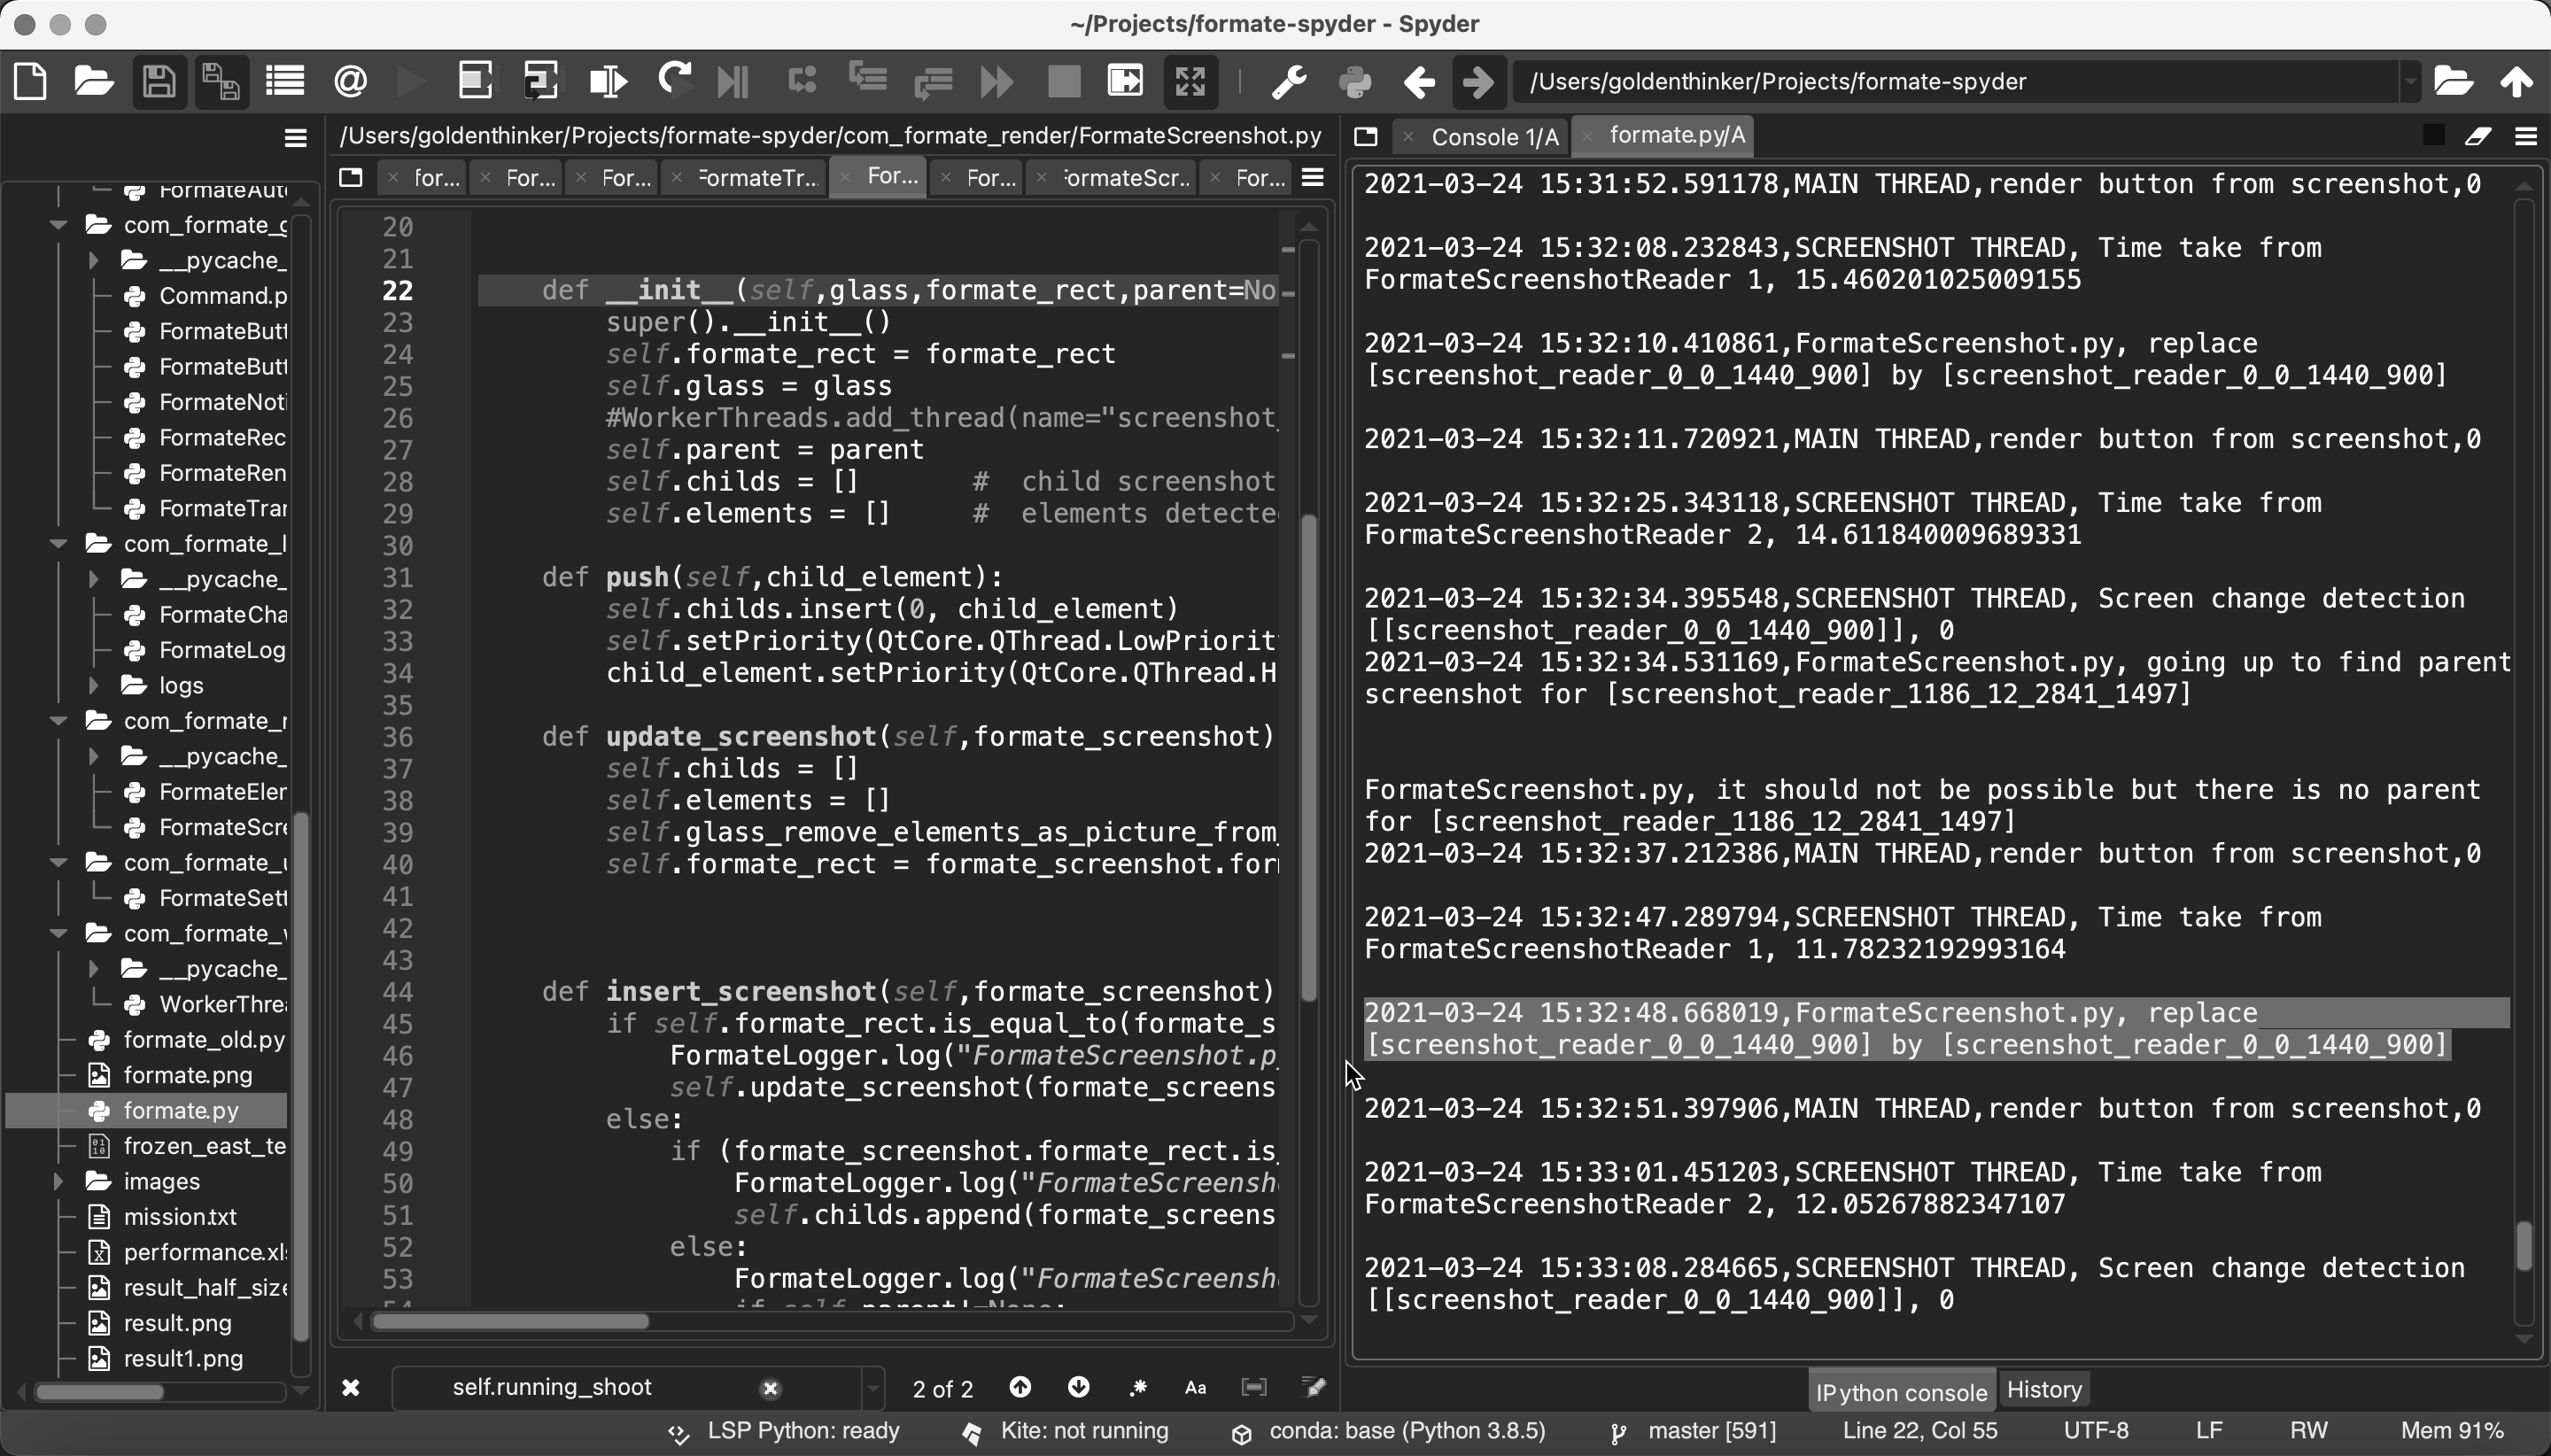 ~/Projects/formate-spyder - Spyder
@
/Users/goldenthinker/Projects/formate-spyder
/Users/goldenthinker/Projects/formate-spyder/com_formate_render/FormateScreenshot.py
Console 1/A
formate.py/A
for...
For...
For...
FormateTr...
For...
For...
ormateScr..
For...
FormateAut
com_formate_
__pycache_
Command.p
FormateButt
FormateButt
FormateNoti
FormateRec
FormateRen
FormateTrar
com_formate_l
__pycache_
FormateCha
FormateLog
logs
com_formate_r
__pycache_
FormateEler
FormateScre
com_formate_u
FormateSett
com_formate_w
__pycache_
WorkerThrea
formate_old.py
formate.png
formate.py
frozen_east_te
images
mission.txt
performance.xls
result_half_size
result.png
result1.png
20
21
22 def __init__(self,glass,formate_rect,parent=No
23 super().__init__()
24 self.formate_rect = formate_rect
25 self.glass = glass
26 #WorkerThreads.add_thread(name="screenshot_
27 self.parent = parent
28 self.childs = [] # child screenshot
29 self.elements = [] # elements detecte
30
31 def push(self,child_element):
32 self.childs.insert(0, child_element)
33 self.setPriority(QtCore.QThread.LowPriorit
34 child_element.setPriority(QtCore.QThread.H
35
36 def update_screenshot(self,formate_screenshot)
37 self.childs = []
38 self.elements = []
39 self.glass_remove_elements_as_picture_from_
40 self.formate_rect = formate_screenshot.for
41
42
43
44 def insert_screenshot(self,formate_screenshot)
45 if self.formate_rect.is_equal_to(formate_s
46 FormateLogger.log("FormateScreenshot.p
47 self.update_screenshot(formate_screens
48 else:
49 if (formate_screenshot.formate_rect.is_
50 FormateLogger.log("FormateScreensh
51 self.childs.append(formate_screens
52 else:
53 FormateLogger.log("FormateScreensh
54 if self.parent!=None:
self.running_shoot
2 of 2
.*
Aa
2021-03-24 15:31:52.591178,MAIN THREAD,render button from screenshot,0
2021-03-24 15:32:08.232843,SCREENSHOT THREAD, Time take from
FormateScreenshotReader 1, 15.460201025009155
2021-03-24 15:32:10.410861,FormateScreenshot.py, replace
[screenshot_reader_0_0_1440_900] by [screenshot_reader_0_0_1440_900]
2021-03-24 15:32:11.720921,MAIN THREAD,render button from screenshot,0
2021-03-24 15:32:25.343118,SCREENSHOT THREAD, Time take from
FormateScreenshotReader 2, 14.611840009689331
2021-03-24 15:32:34.395548,SCREENSHOT THREAD, Screen change detection
[[screenshot_reader_0_0_1440_900]], 0
2021-03-24 15:32:34.531169,FormateScreenshot.py, going up to find parent
screenshot for [screenshot_reader_1186_12_2841_1497]
FormateScreenshot.py, it should not be possible but there is no parent
for [screenshot_reader_1186_12_2841_1497]
2021-03-24 15:32:37.212386,MAIN THREAD,render button from screenshot,0
2021-03-24 15:32:47.289794,SCREENSHOT THREAD, Time take from
FormateScreenshotReader 1, 11.78232192993164
2021-03-24 15:32:48.668019,FormateScreenshot.py, replace
[screenshot_reader_0_0_1440_900] by [screenshot_reader_0_0_1440_900]
2021-03-24 15:32:51.397906,MAIN THREAD,render button from screenshot,0
2021-03-24 15:33:01.451203,SCREENSHOT THREAD, Time take from
FormateScreenshotReader 2, 12.05267882347107
2021-03-24 15:33:08.284665,SCREENSHOT THREAD, Screen change detection
[[screenshot_reader_0_0_1440_900]], 0
IPython console
History
LSP Python: ready
Kite: not running
conda: base (Python 3.8.5)
master [591]
Line 22, Col 55
UTF-8
LF
RW
Mem 91%